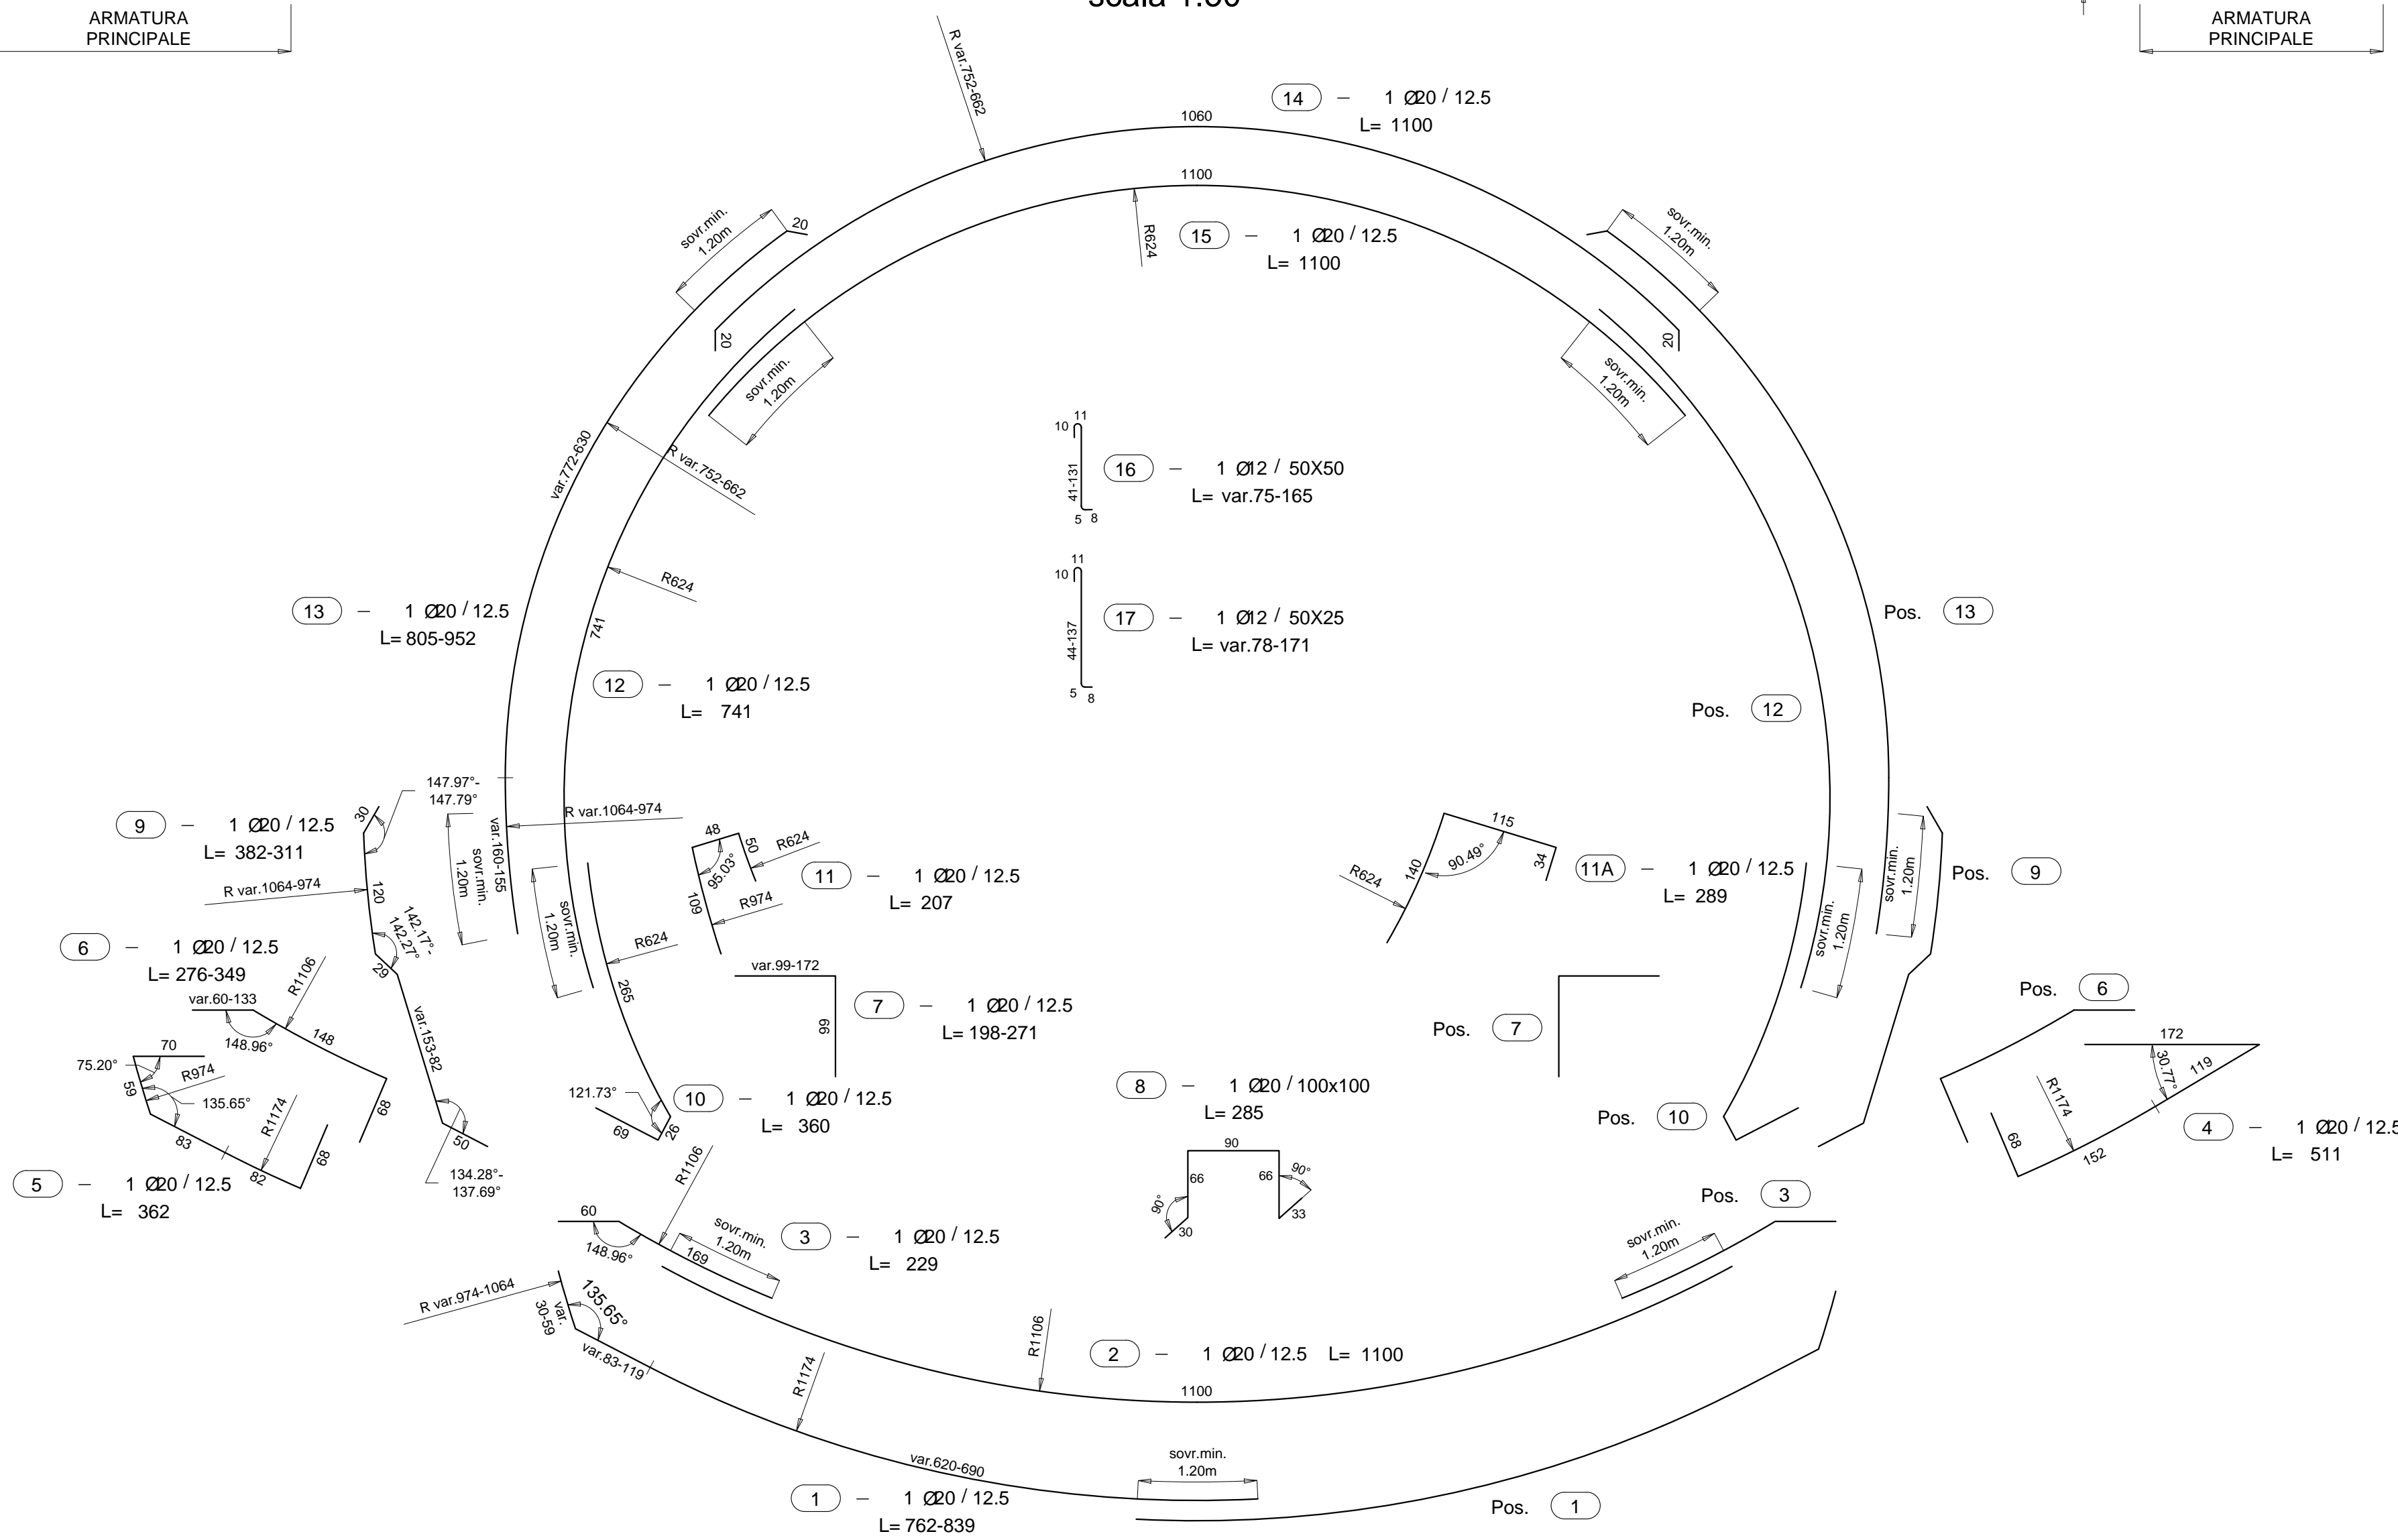 scala 1:50
ARMATURA
PRINCIPALE
ARMATURA
PRINCIPALE
R var.752-662
14 – 1 Ø20 / 12.5
L= 1100
1060
1100
R624
15 – 1 Ø20 / 12.5
L= 1100
sovr.min.
1.20m
20
20
sovr.min.
1.20m
sovr.min.
1.20m
20
sovr.min.
1.20m
var.772-630
R var.752-662
11
10
41-131
5 8
16 – 1 Ø12 / 50X50
L= var.75-165
11
10
44-137
5 8
17 – 1 Ø12 / 50X25
L= var.78-171
R624
741
13 – 1 Ø20 / 12.5
L= 805-952
12 – 1 Ø20 / 12.5
L= 741
Pos. 13
Pos. 12
147.97°-
147.79°
R var.1064-974
var.160-155
sovr.min.
1.20m
sovr.min.
1.20m
9 – 1 Ø20 / 12.5
L= 382-311
30
R var.1064-974
120
142.17°-
142.27°
29
var.153-82
50
134.28°-
137.69°
48
50
R624
95.03°
109
R974
11 – 1 Ø20 / 12.5
L= 207
115
90.49°
34
140
R624
11A – 1 Ø20 / 12.5
L= 289
sovr.min.
1.20m
sovr.min.
1.20m
Pos. 9
6 – 1 Ø20 / 12.5
L= 276-349
R1106
var.60-133
148.96°
148
68
R624
265
var.99-172
99
7 – 1 Ø20 / 12.5
L= 198-271
Pos. 7
Pos. 6
70
75.20°
59
R974
135.65°
R1174
83
82
68
5 – 1 Ø20 / 12.5
L= 362
121.73°
69
26
10 – 1 Ø20 / 12.5
L= 360
8 – 1 Ø20 / 100x100
L= 285
90
66
66
90°
90°
30
33
Pos. 10
172
30.77°
119
R1174
68
152
4 – 1 Ø20 / 12.5
L= 511
Pos. 3
60
148.96°
R1106
169
sovr.min.
1.20m
3 – 1 Ø20 / 12.5
L= 229
sovr.min.
1.20m
R var.974-1064
135.65°
var.
30-59
var.83-119
R1174
R1106
2 – 1 Ø20 / 12.5 L= 1100
1100
var.620-690
sovr.min.
1.20m
1 – 1 Ø20 / 12.5
L= 762-839
Pos. 1